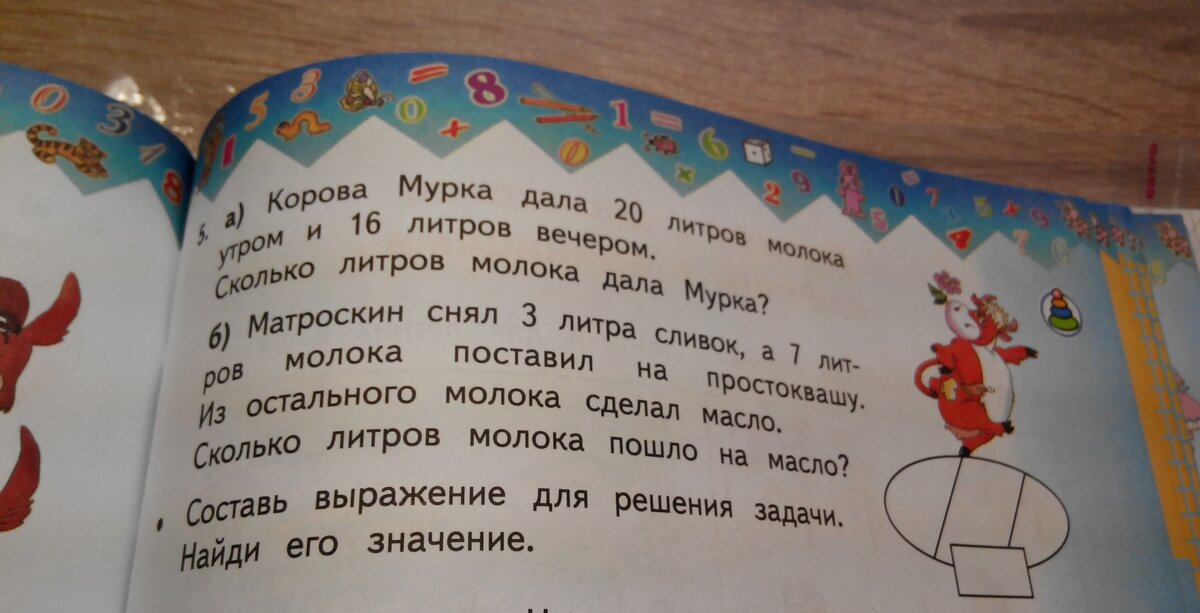 5. а) Корова Мурка дала 20 литров молока
утром и 16 литров вечером.
Сколько литров молока дала Мурка?
б) Матроскин снял 3 литра сливок, а 7 лит-
ров молока поставил на простоквашу.
Из остального молока сделал масло.
Сколько литров молока пошло на масло?
• Составь выражение для решения задачи.
Найди его значение.